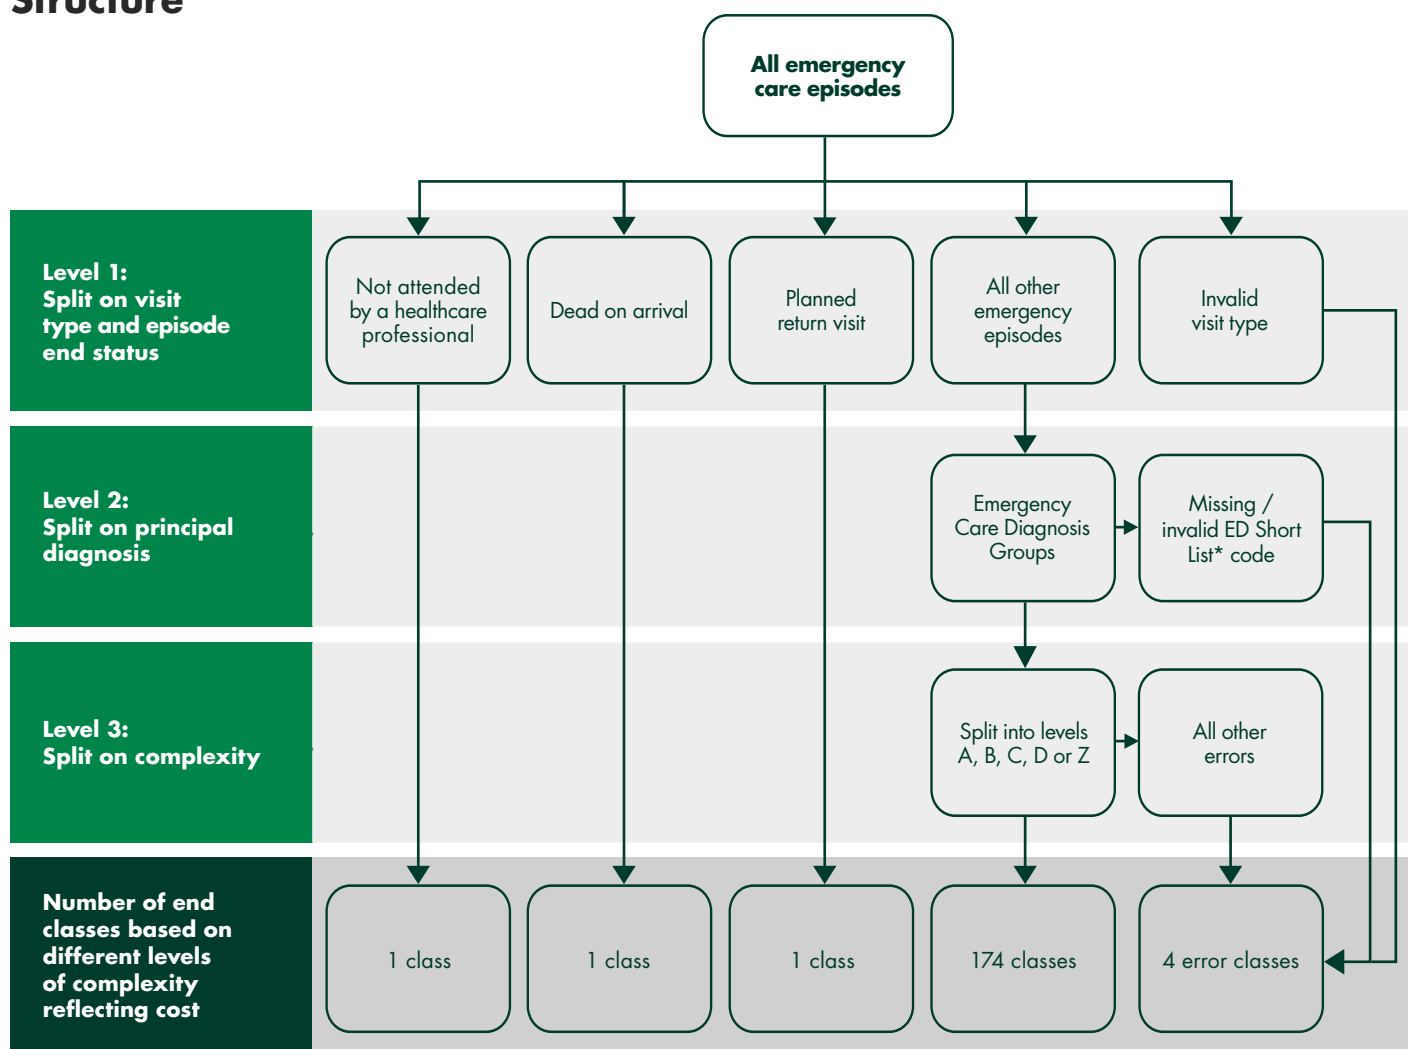 Structure
All emergency
care episodes
Level 1:
Split on visit
type and episode
end status
Not attended
by a healthcare
professional
Dead on arrival
Planned
return visit
All other
emergency
episodes
Invalid
visit type
Level 2:
Split on principal
diagnosis
Emergency
Care Diagnosis
Groups
Missing /
invalid ED Short
List* code
Level 3:
Split on complexity
Split into levels
A, B, C, D or Z
All other
errors
Number of end
classes based on
different levels
of complexity
reflecting cost
1 class
1 class
1 class
174 classes
4 error classes